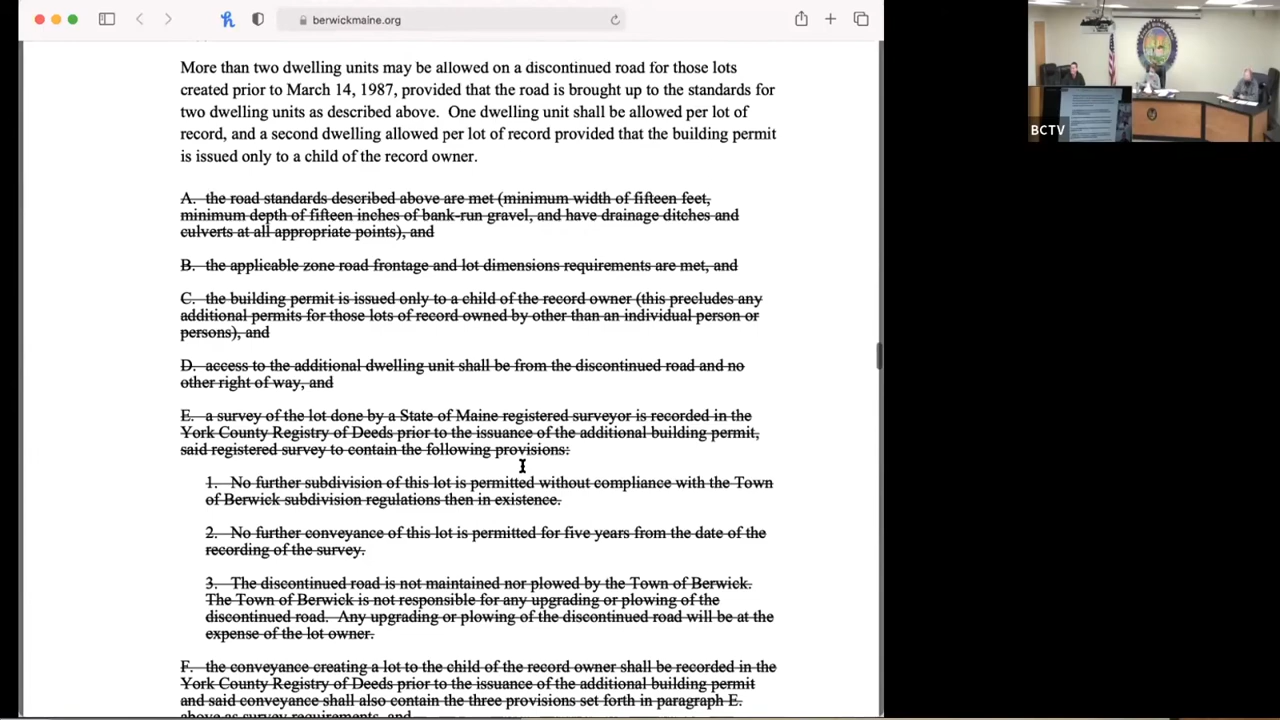 berwickmaine.org
More than two dwelling units may be allowed on a discontinued road for those lots
created prior to March 14, 1987, provided that the road is brought up to the standards for
two dwelling units as described above.  One dwelling unit shall be allowed per lot of
record, and a second dwelling allowed per lot of record provided that the building permit
is issued only to a child of the record owner.
A.  the road standards described above are met (minimum width of fifteen feet,
minimum depth of fifteen inches of bank-run gravel, and have drainage ditches and
culverts at all appropriate points), and
B.  the applicable zone road frontage and lot dimensions requirements are met, and
C.  the building permit is issued only to a child of the record owner (this precludes any
additional permits for those lots of record owned by other than an individual person or
persons), and
D.  access to the additional dwelling unit shall be from the discontinued road and no
other right of way, and
E.  a survey of the lot done by a State of Maine registered surveyor is recorded in the
York County Registry of Deeds prior to the issuance of the additional building permit,
said registered survey to contain the following provisions:
1.  No further subdivision of this lot is permitted without compliance with the Town
of Berwick subdivision regulations then in existence.
2.  No further conveyance of this lot is permitted for five years from the date of the
recording of the survey.
3.  The discontinued road is not maintained nor plowed by the Town of Berwick.
The Town of Berwick is not responsible for any upgrading or plowing of the
discontinued road.  Any upgrading or plowing of the discontinued road will be at the
expense of the lot owner.
F.  the conveyance creating a lot to the child of the record owner shall be recorded in the
York County Registry of Deeds prior to the issuance of the additional building permit
and said conveyance shall also contain the three provisions set forth in paragraph E.
above as survey requirements, and
BCTV